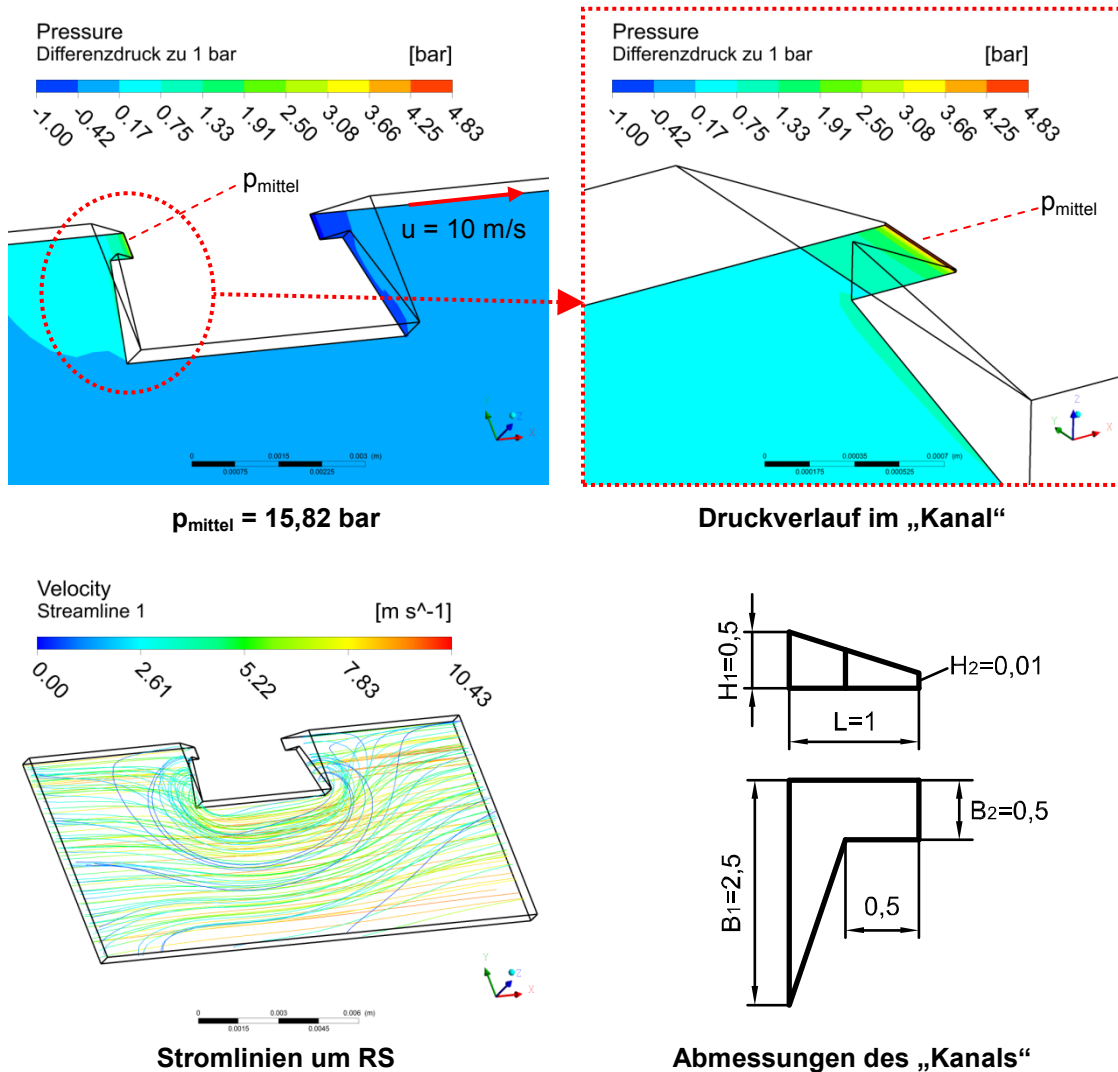 Pressure
Differenzdruck zu 1 bar [bar]
-1.00 -0.42 0.17 0.75 1.33 1.91 2.50 3.08 3.66 4.25 4.83
pmittel
u = 10 m/s
Y Z X
0 0.0015 0.003 (m)
0.00075 0.00225
pmittel = 15,82 bar
Pressure
Differenzdruck zu 1 bar [bar]
-1.00 -0.42 0.17 0.75 1.33 1.91 2.50 3.08 3.66 4.25 4.83
pmittel
Z Y X
0 0.00035 0.0007 (m)
0.000175 0.000525
Druckverlauf im „Kanal“
Velocity
Streamline 1 [m s^-1]
0.00 2.61 5.22 7.83 10.43
Y Z X
0 0.003 0.006 (m)
0.0015 0.0045
Stromlinien um RS
H1=0,5
H2=0,01
L=1
B1=2,5
B2=0,5
0,5
Abmessungen des „Kanals“